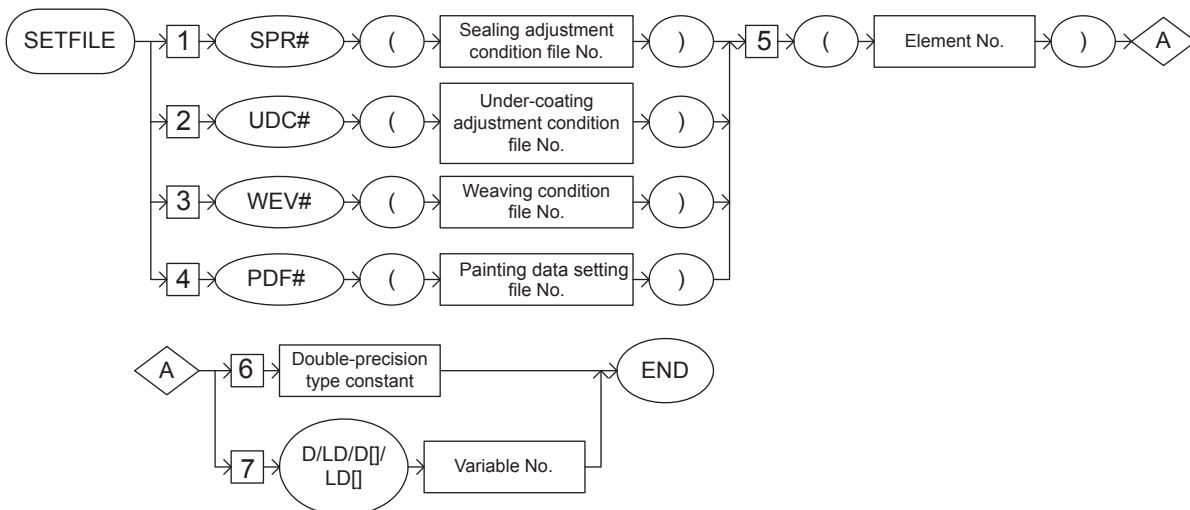 SETFILE 1 SPR# ( Sealing adjustment condition file No. ) 5 ( Element No. ) A
2 UDC# ( Under-coating adjustment condition file No. )
3 WEV# ( Weaving condition file No. )
4 PDF# ( Painting data setting file No. )
A 6 Double-precision type constant END
7 D/LD/D[]/ LD[] Variable No.